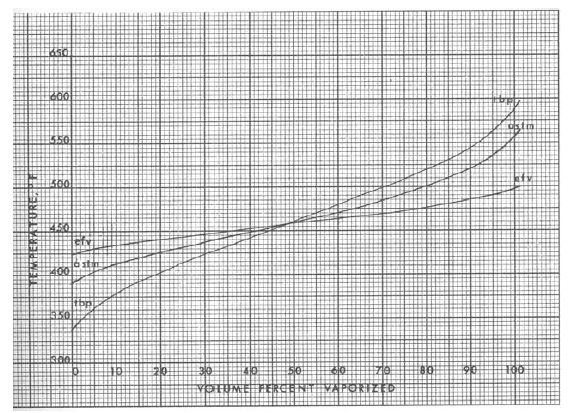 650
600
tbp
astm
550
500
efv
450
efv
400
astm
350
tbp
300
0 10 20 30 40 50 60 70 80 90 100
TEMPERATURE, °F
VOLUME PERCENT VAPORIZED